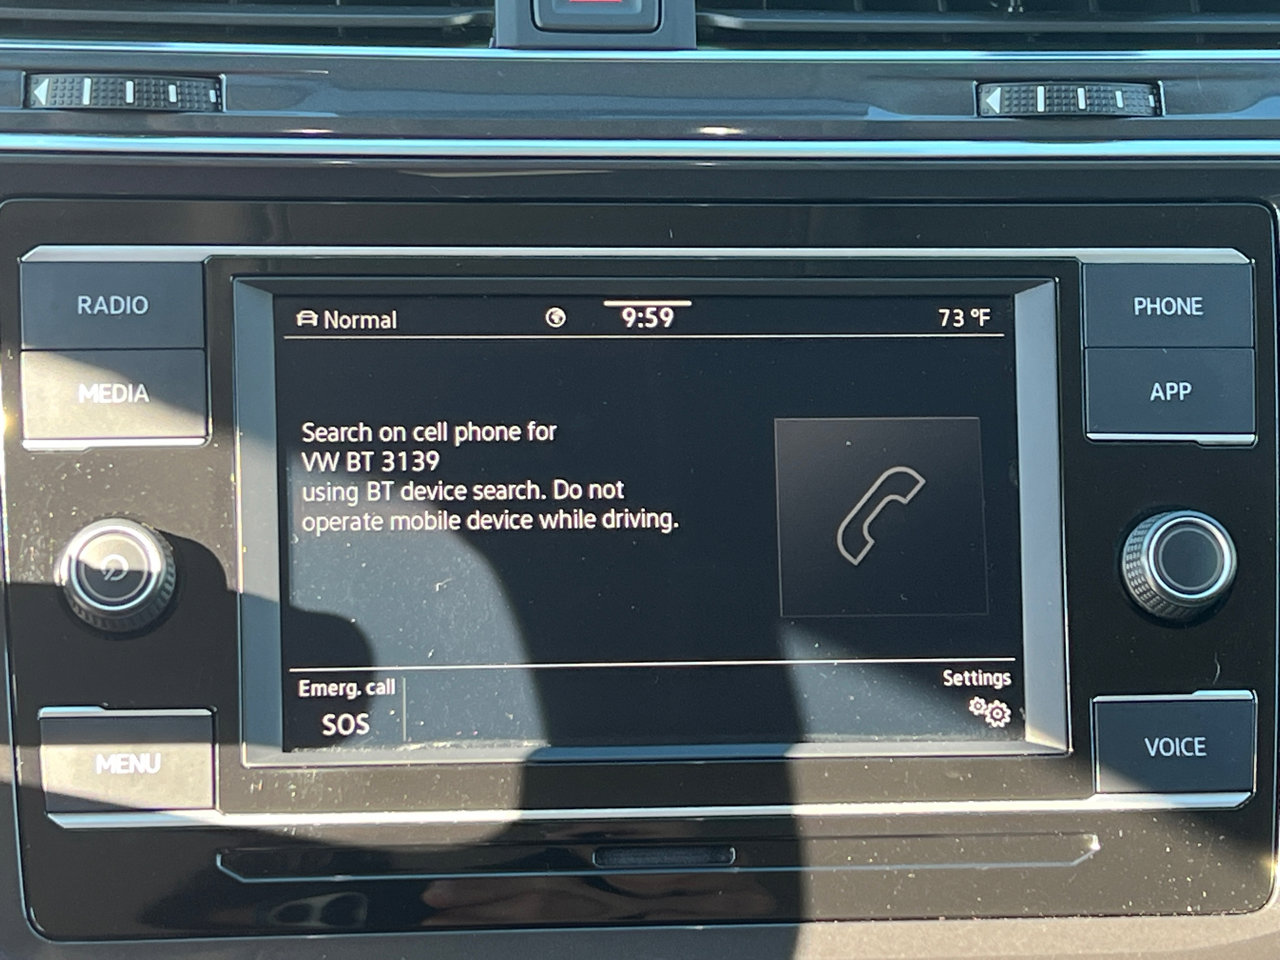 RADIO
MEDIA
MENU
Normal
9:59
73 °F
Search on cell phone for
VW BT 3139
using BT device search. Do not
operate mobile device while driving.
Emerg. call
SOS
Settings
PHONE
APP
VOICE